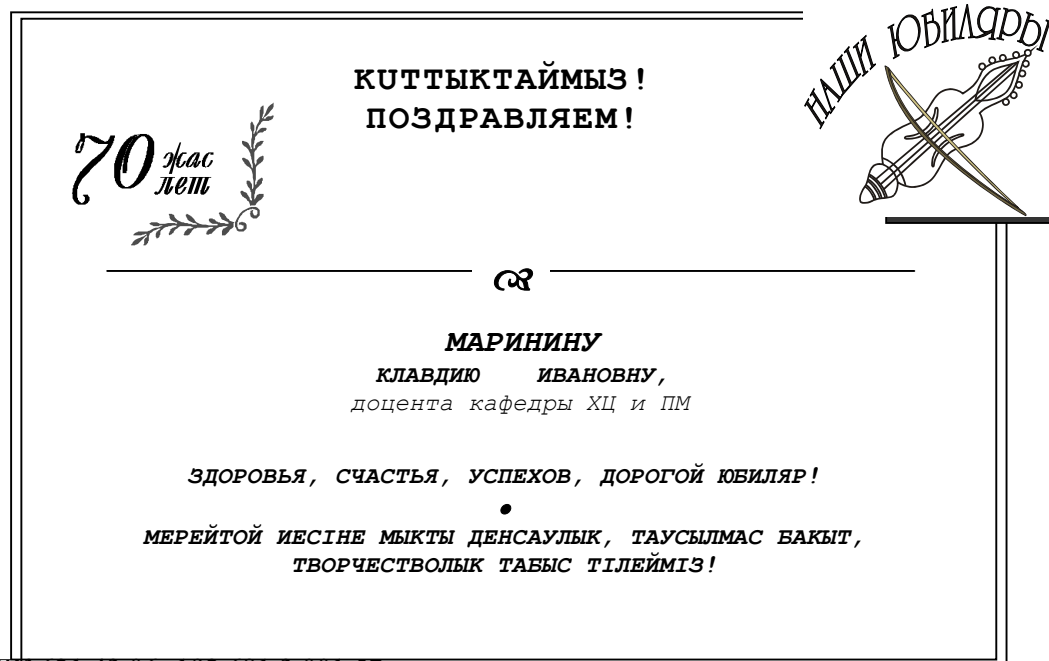 НАШИ ЮБИЛЯРЫ
КUТТЫКТАЙМЫЗ!
ПОЗДРАВЛЯЕМ!
70 жас
лет
МАРИНИНУ
КЛАВДИЮ ИВАНОВНУ,
доцента кафедры ХЦ и ПМ
ЗДОРОВЬЯ, СЧАСТЬЯ, УСПЕХОВ, ДОРОГОЙ ЮБИЛЯР!
•
МЕРЕЙТОЙ ИЕСІНЕ МЫКТЫ ДЕНСАУЛЫК, ТАУСЫЛМАС БАКЫТ,
ТВОРЧЕСТВОЛЫК ТАБЫС ТІЛЕЙМІЗ!